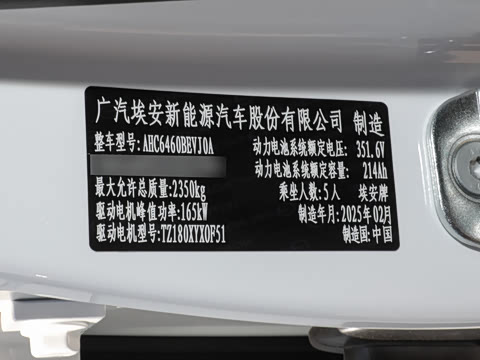 广汽埃安新能源汽车股份有限公司 制造
整车型号: AHC6460BEVJ0A 动力电池系统额定电压: 351.6V
动力电池系统额定容量: 214Ah
最大允许总质量: 2350kg 乘坐人数: 5人 埃安牌
驱动电机峰值功率: 165kW 制造年月: 2025年02月
驱动电机型号: TZ180XYX0F51 制造国: 中国